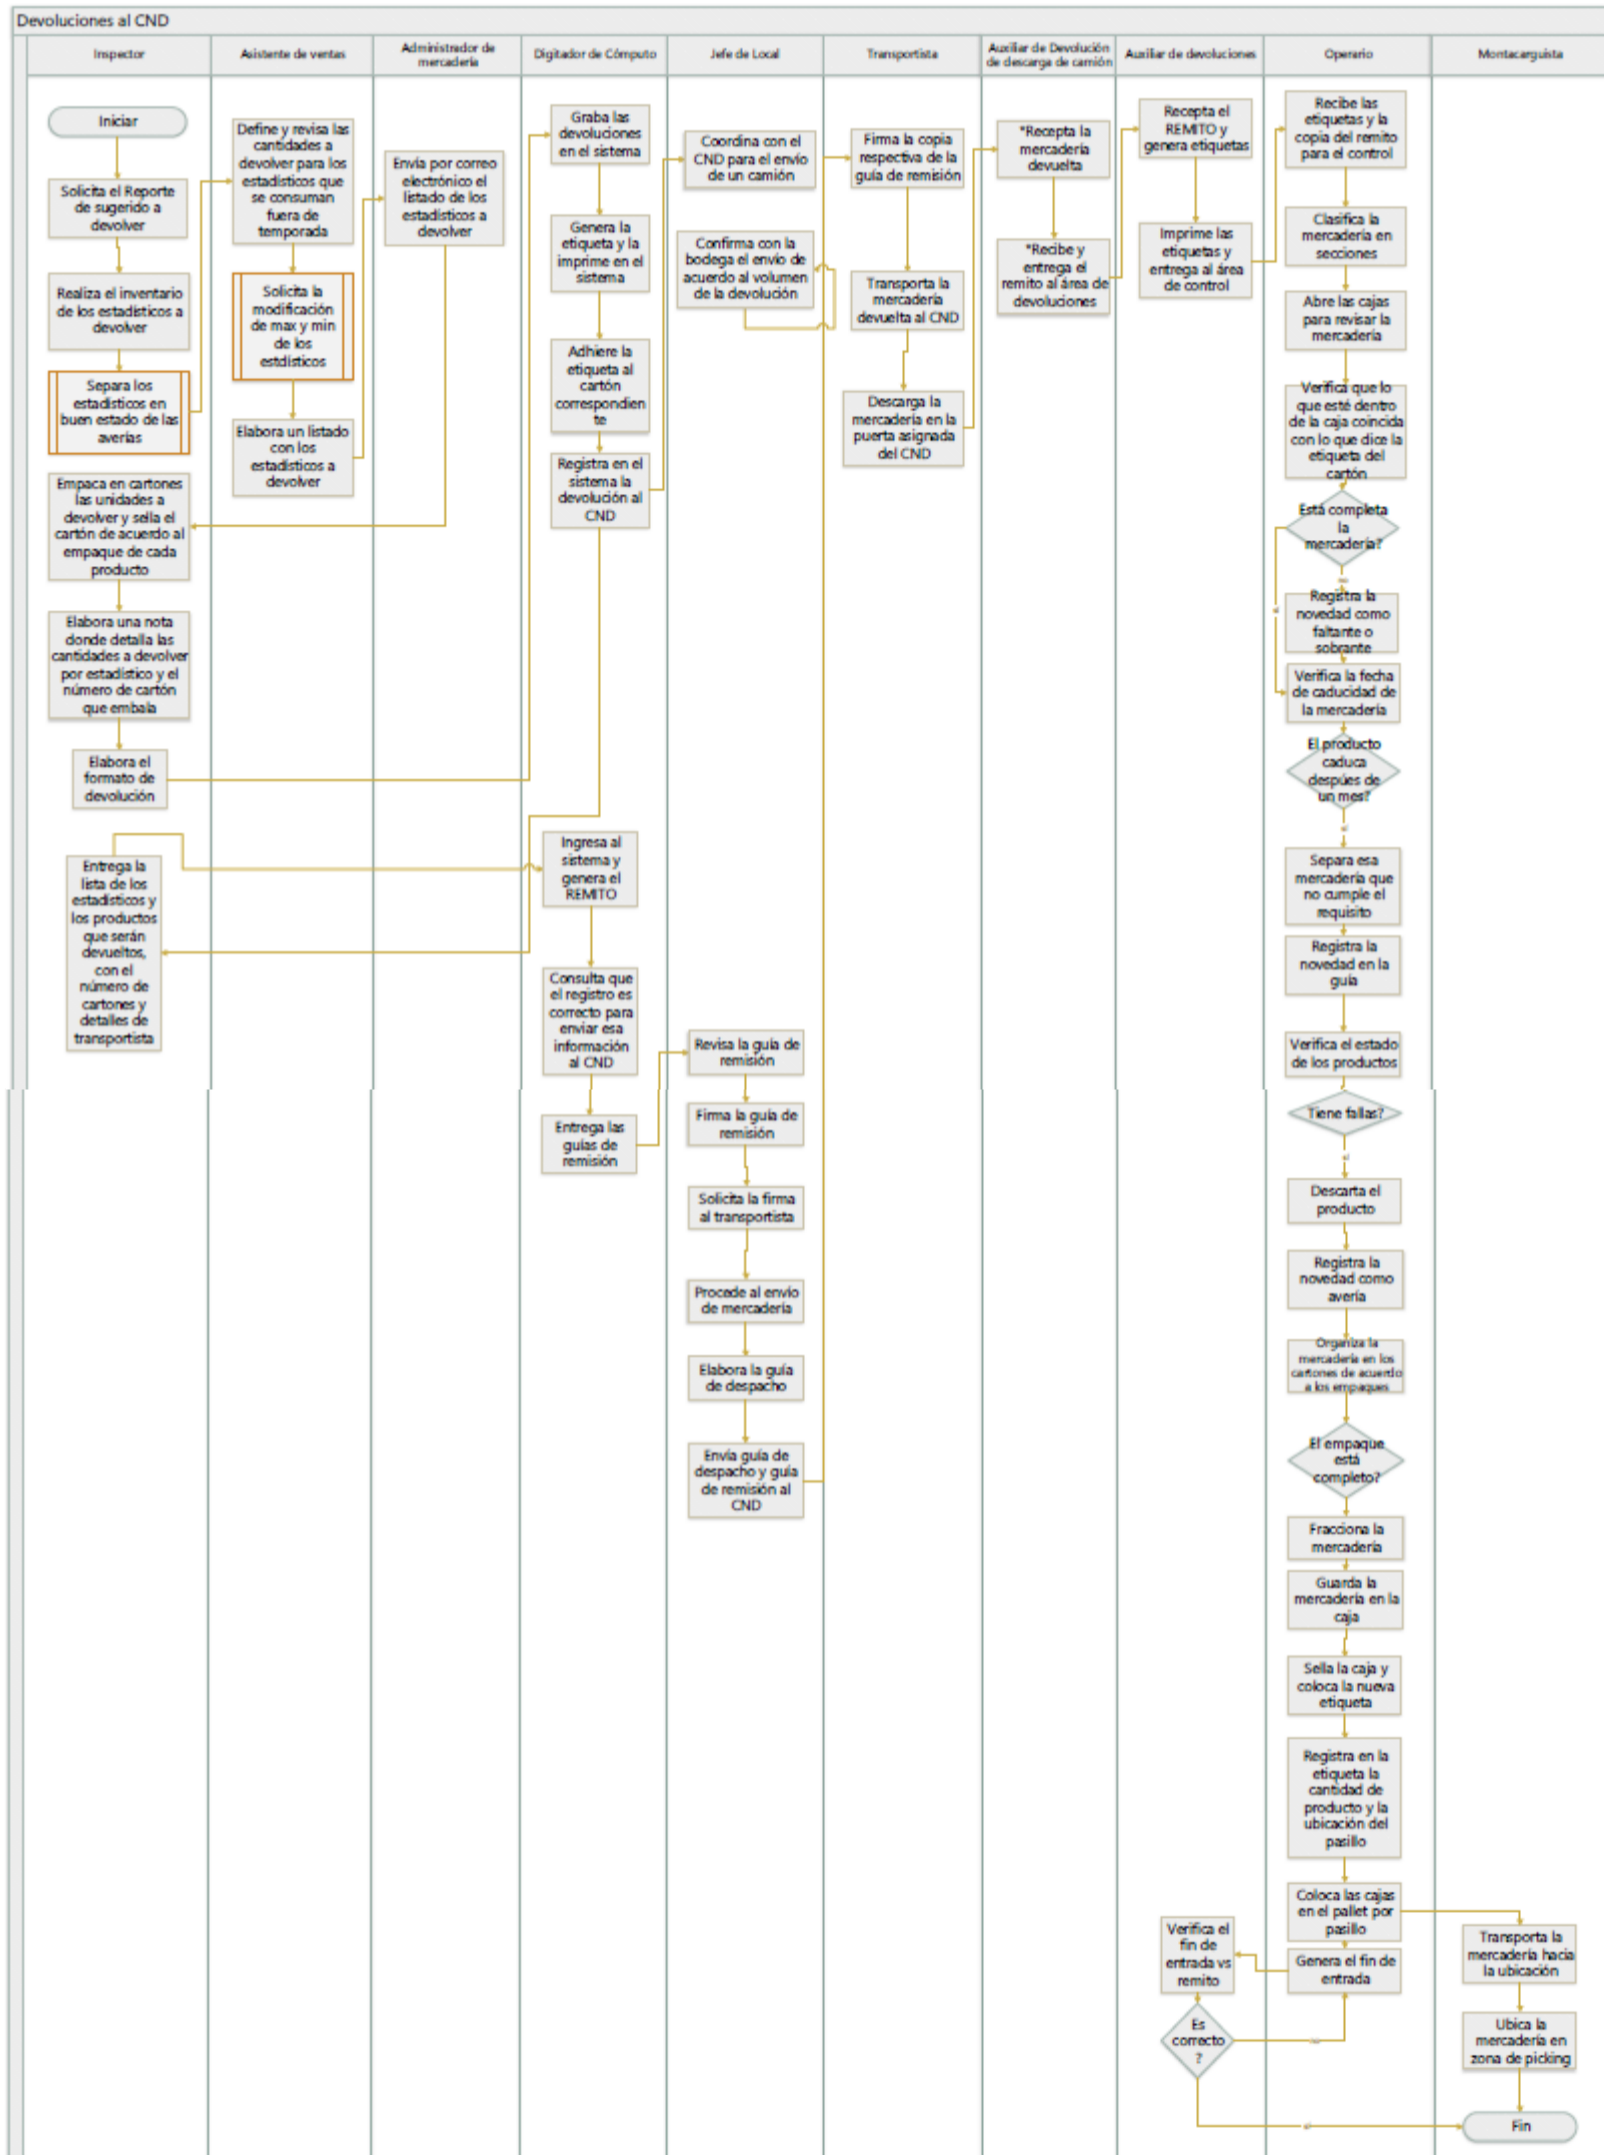 Devoluciones al CND
Inspector
Asistente de ventas
Administrador de
mercadería
Digitador de Cómputo
Jefe de Local
Transportista
Auxiliar de Devolución
de descarga de camión
Auxiliar de devoluciones
Operario
Montacarguista
Iniciar
Solicita el Reporte
de sugerido a
devolver
Realiza el inventario
de los estadísticos a
devolver
Separa los
estadísticos en
buen estado de las
averías
Empaca en cartones
las unidades a
devolver y sella el
cartón de acuerdo al
empaque de cada
producto
Elabora una nota
donde detalla las
cantidades a devolver
por estadístico y el
número de cartón
que embala
Elabora el
formato de
devolución
Entrega la
lista de los
estadísticos y
los productos
que serán
devueltos,
con el
número de
cartones y
detalles de
transportista
Define y revisa las
cantidades a
devolver para los
estadísticos que
se consuman
fuera de
temporada
Solicita la
modificación
de max y min
de los
estdísticos
Elabora un listado
con los
estadísticos a
devolver
Envía por correo
electrónico el
listado de los
estadísticos a
devolver
Graba las
devoluciones
en el sistema
Genera la
etiqueta y la
imprime en el
sistema
Adhiere la
etiqueta al
cartón
correspondien
te
Registra en el
sistema la
devolución al
CND
Ingresa al
sistema y
genera el
REMITO
Consulta que
el registro es
correcto para
enviar esa
información
al CND
Entrega las
guías de
remisión
Coordina con el
CND para el envío
de un camión
Confirma con la
bodega el envío de
acuerdo al volumen
de la devolución
Revisa la guía de
remisión
Firma la guía de
remisión
Solicita la firma
al transportista
Procede al envío
de mercadería
Elabora la guía
de despacho
Envía guía de
despacho y guía
de remisión al
CND
Firma la copia
respectiva de la
guía de remisión
Transporta la
mercadería
devuelta al CND
Descarga la
mercadería en la
puerta asignada
del CND
*Recepta la
mercadería
devuelta
*Recibe y
entrega el
remito al área de
devoluciones
Recepta el
REMITO y
genera etiquetas
Imprime las
etiquetas y
entrega al área
de control
Verifica el
fin de
entrada vs
remito
Es
correcto
?
Recibe las
etiquetas y la
copia del remito
para el control
Clasifica la
mercadería en
secciones
Abre las cajas
para revisar la
mercadería
Verifica que lo
que esté dentro
de la caja coincida
con lo que dice la
etiqueta del
cartón
Está completa
la
mercadería?
Registra la
novedad como
faltante o
sobrante
Verifica la fecha
de caducidad de
la mercadería
El producto
caduca
despúes de
un mes?
Separa esa
mercadería que
no cumple el
requisito
Registra la
novedad en la
guía
Verifica el estado
de los productos
Tiene fallas?
Descarta el
producto
Registra la
novedad como
avería
Organiza la
mercadería en los
cartones de acuerdo
a los empaques
El empaque
está
completo?
Fracciona la
mercadería
Guarda la
mercadería en la
caja
Sella la caja y
coloca la nueva
etiqueta
Registra en la
etiqueta la
cantidad de
producto y la
ubicación del
pasillo
Coloca las cajas
en el pallet por
pasillo
Genera el fin de
entrada
Transporta la
mercadería hacia
la ubicación
Ubica la
mercadería en
zona de picking
Fin